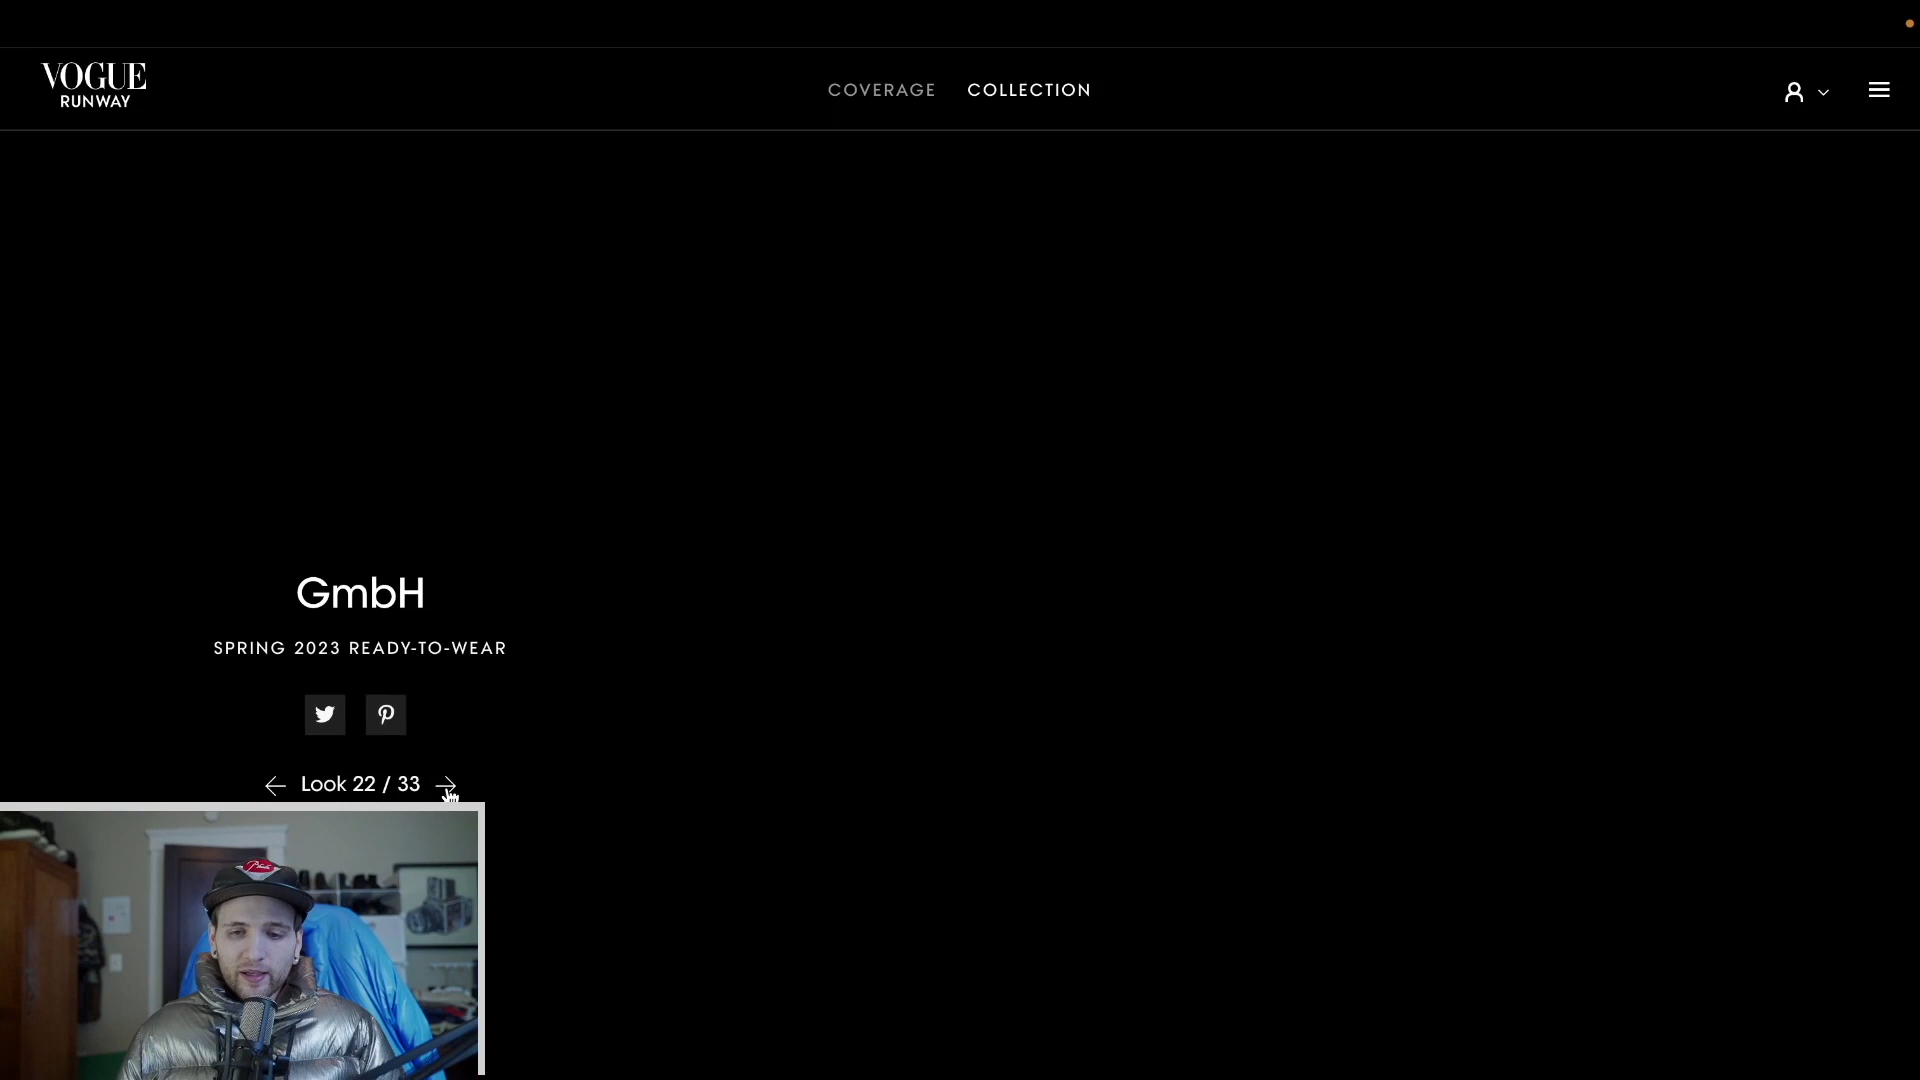 VOGUE
RUNWAY
COVERAGE
COLLECTION
GmbH
SPRING 2023 READY-TO-WEAR
Look 22 / 33